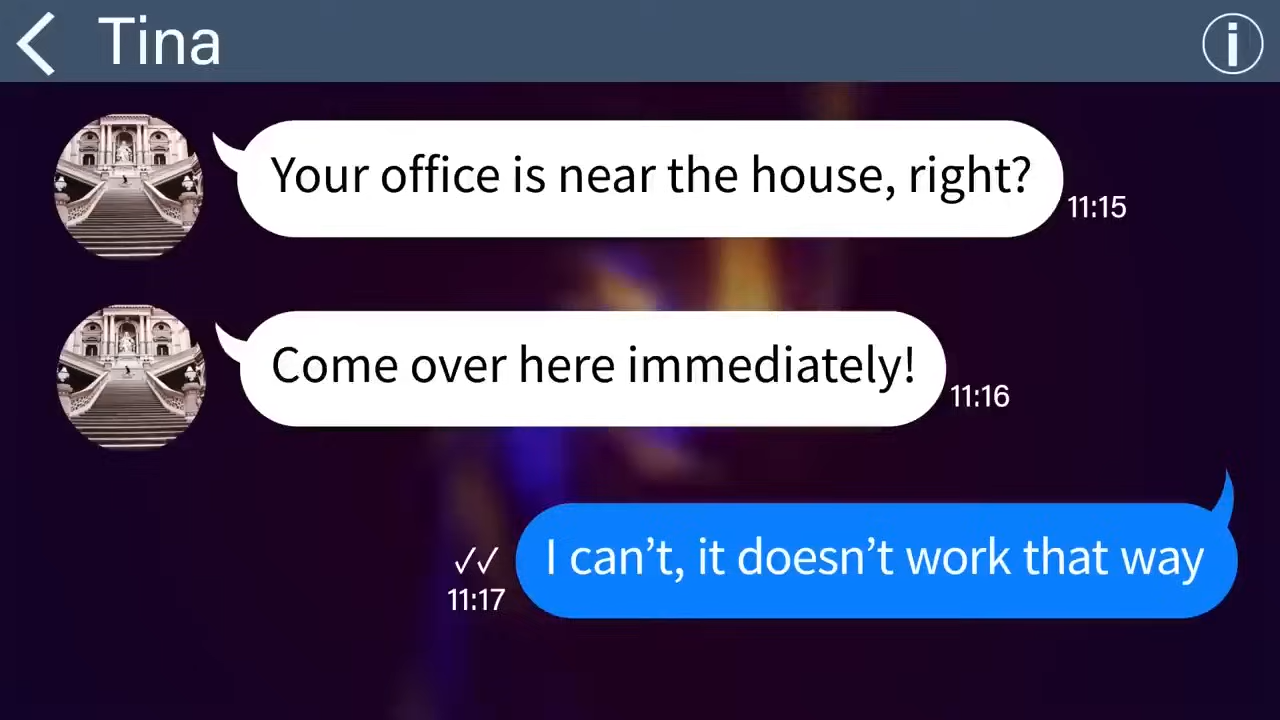 Tina
Your office is near the house, right?
11:15
Come over here immediately!
11:16
I can’t, it doesn’t work that way
11:17